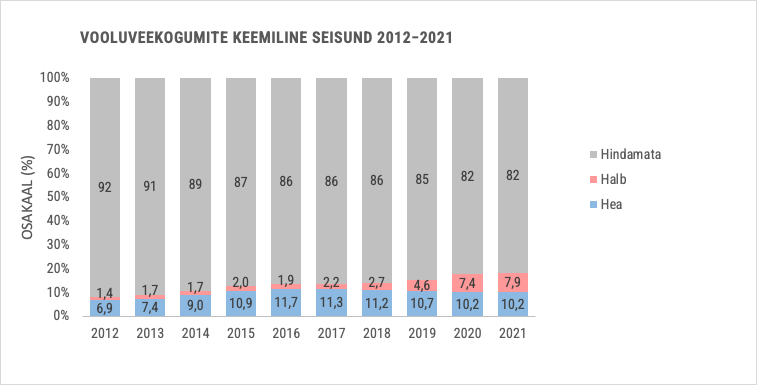 VOOLUVEEKOGUMITE KEEMILINE SEISUND 2012–2021
OSAKAAL (%)
100%
90%
80%
70%
60%
50%
40%
30%
20%
10%
0%
92 91 89 87 86 86 86 85 82 82
1,4 1,7 1,7 2,0 1,9 2,2 2,7 4,6 7,4 7,9
6,9 7,4 9,0 10,9 11,7 11,3 11,2 10,7 10,2 10,2
2012 2013 2014 2015 2016 2017 2018 2019 2020 2021
Hindamata
Halb
Hea